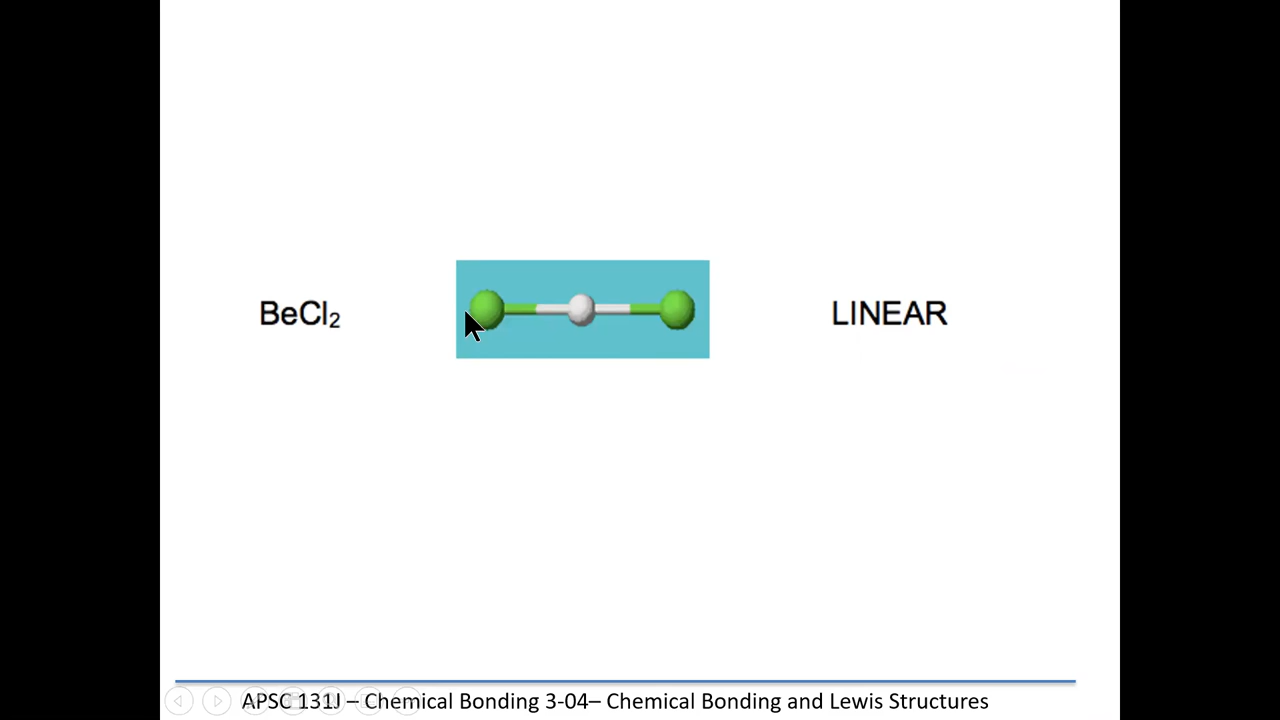 BeCl₂
LINEAR
APSC 131J – Chemical Bonding 3-04– Chemical Bonding and Lewis Structures